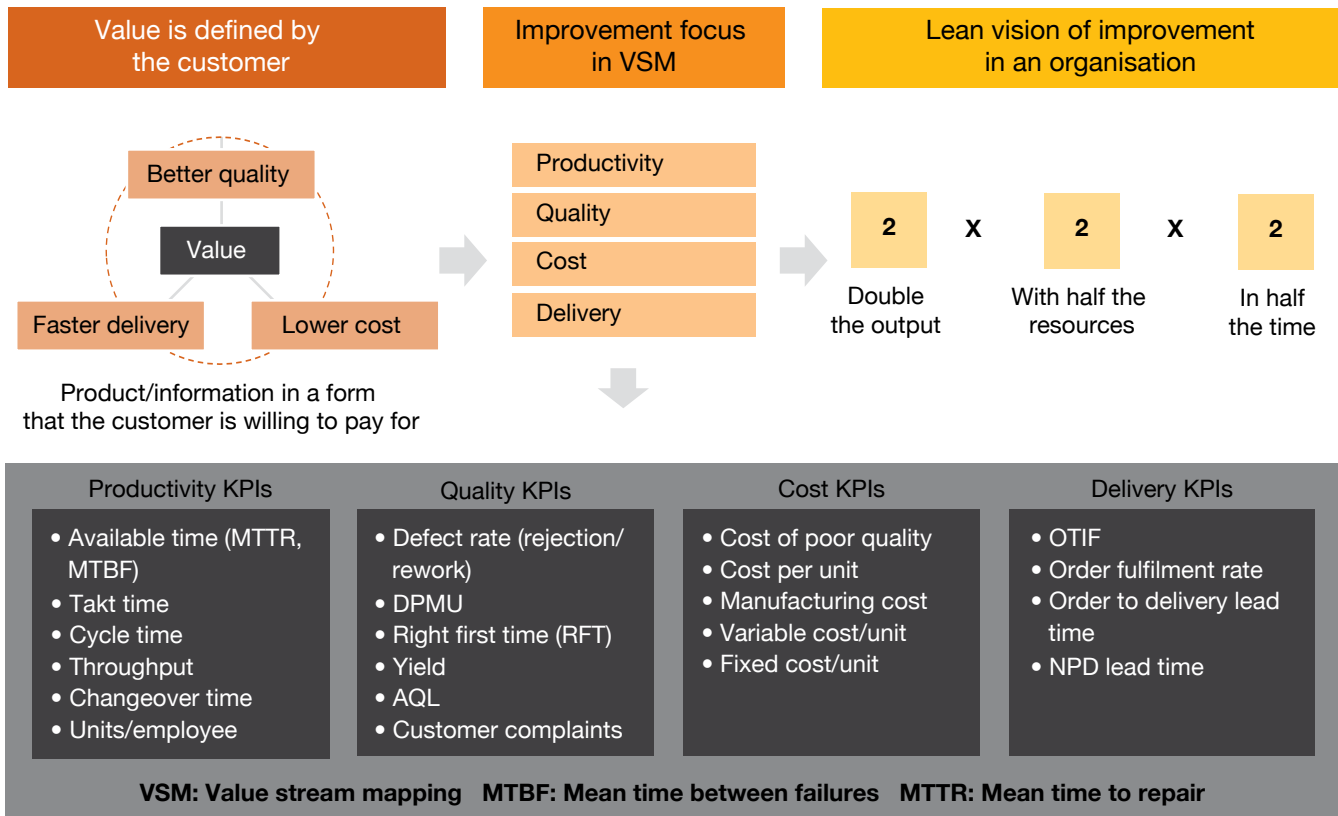 Value is defined by
the customer
Improvement focus
in VSM
Lean vision of improvement
in an organisation
Better quality
Value
Faster delivery
Lower cost
Product/information in a form
that the customer is willing to pay for
Productivity
Quality
Cost
Delivery
2 X 2 X 2
Double
the output
With half the
resources
In half
the time
Productivity KPIs
• Available time (MTTR,
MTBF)
• Takt time
• Cycle time
• Throughput
• Changeover time
• Units/employee
Quality KPIs
• Defect rate (rejection/
rework)
• DPMU
• Right first time (RFT)
• Yield
• AQL
• Customer complaints
Cost KPIs
• Cost of poor quality
• Cost per unit
• Manufacturing cost
• Variable cost/unit
• Fixed cost/unit
Delivery KPIs
• OTIF
• Order fulfilment rate
• Order to delivery lead
time
• NPD lead time
VSM: Value stream mapping MTBF: Mean time between failures MTTR: Mean time to repair